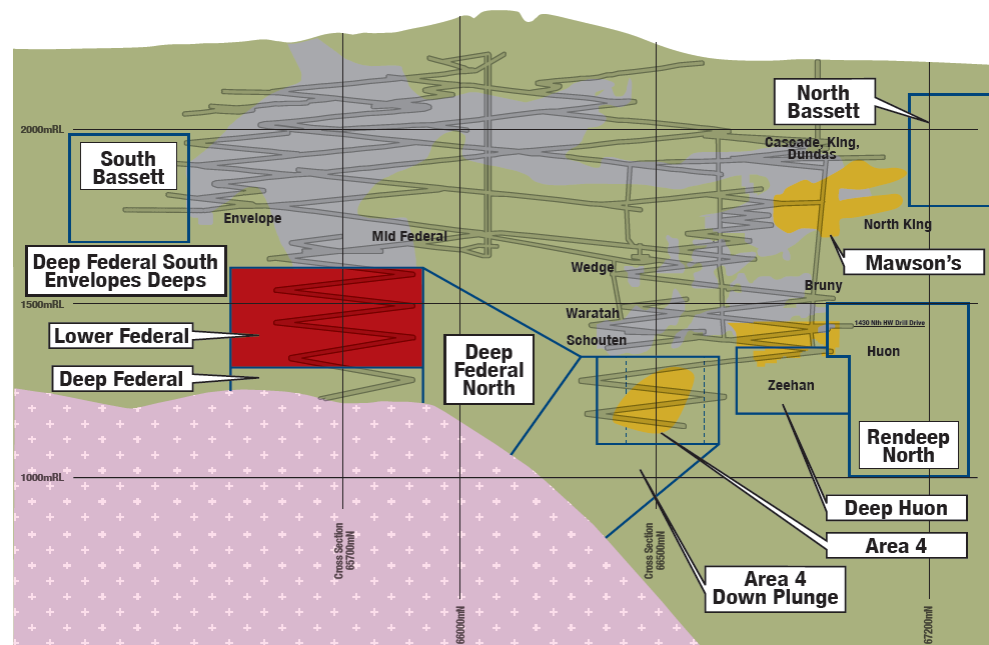 North
Bassett
2000mRL
South
Bassett
Cascade, King,
Dundas
Envelope
North King
Mid Federal
Mawson's
Deep Federal South
Envelopes Deeps
Wedge
Bruny
1500mRL
Waratah
1430 Nth HW Drill Drive
Lower Federal
Schouten
Huon
Deep
Federal
North
Deep Federal
Zeehan
Rendeep
North
1000mRL
Deep Huon
Area 4
Area 4
Down Plunge
Cross Section
65700mN
66000mN
Cross Section
66500mN
67200mN